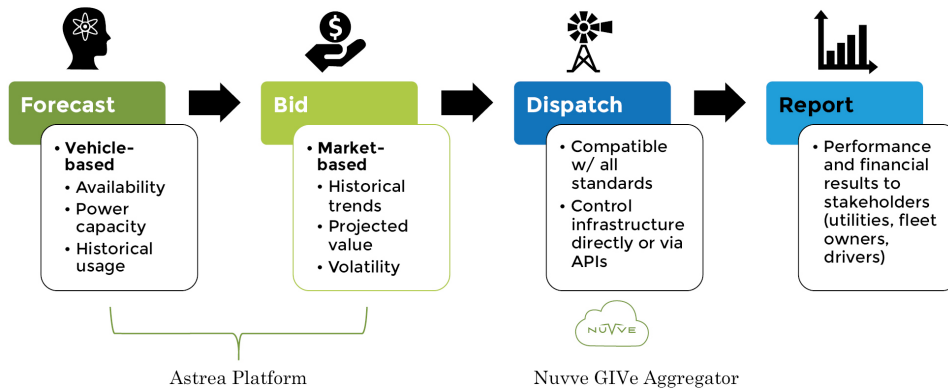 Forecast
• Vehicle-
based
• Availability
• Power
capacity
• Historical
usage
Bid
• Market-
based
• Historical
trends
• Projected
value
• Volatility
Dispatch
• Compatible
w/ all
standards
• Control
infrastructure
directly or via
APIs
Report
• Performance
and financial
results to
stakeholders
(utilities, fleet
owners,
drivers)
$
NUVVE
Astrea Platform
Nuvve GIVe Aggregator